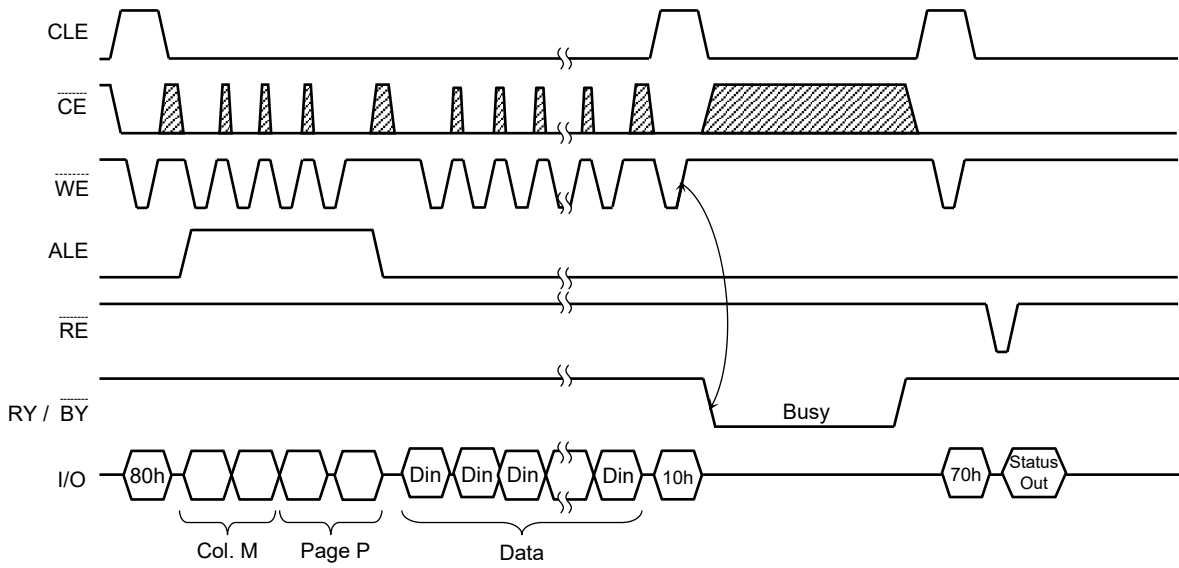 CLE
CE
WE
ALE
RE
RY / BY
Busy
I/O
80h
Din
Din
Din
Din
10h
70h
Status
Out
Col. M
Page P
Data